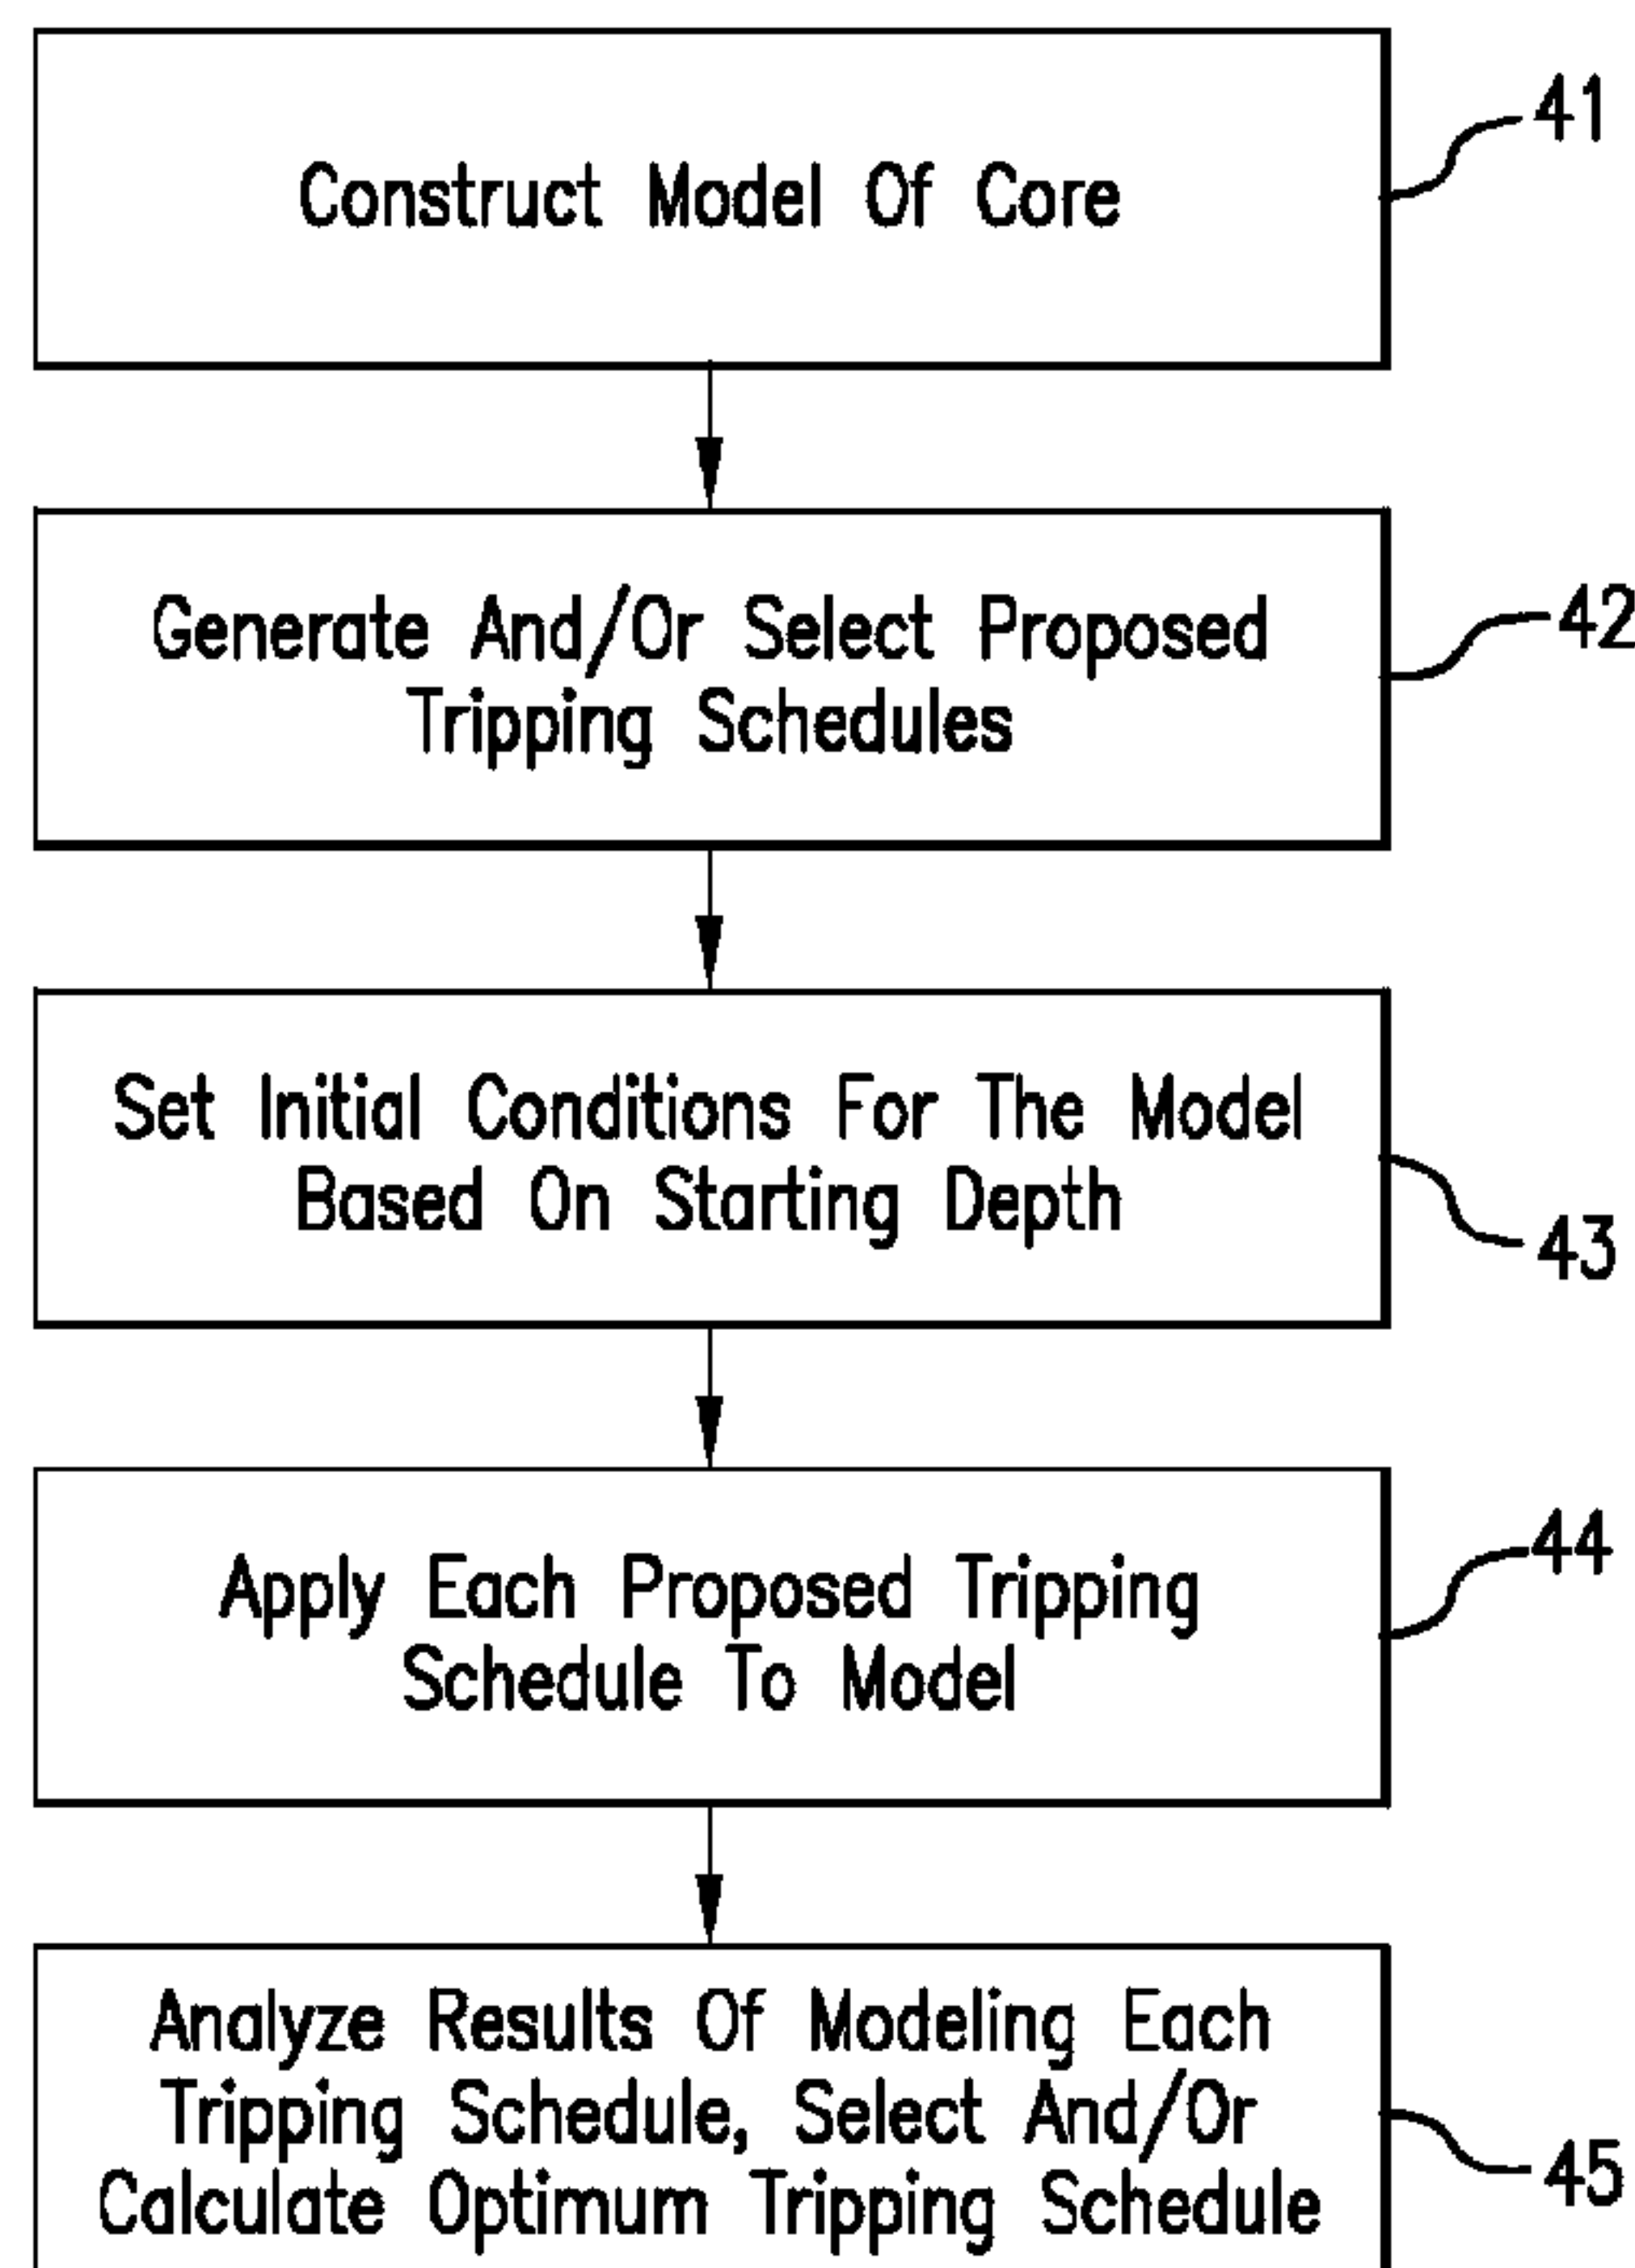 Construct Model Of Core
41
Generate And/Or Select Proposed
Tripping Schedules
42
Set Initial Conditions For The Model
Based On Starting Depth
43
Apply Each Proposed Tripping
Schedule To Model
44
Analyze Results Of Modeling Each
Tripping Schedule, Select And/Or
Calculate Optimum Tripping Schedule
45